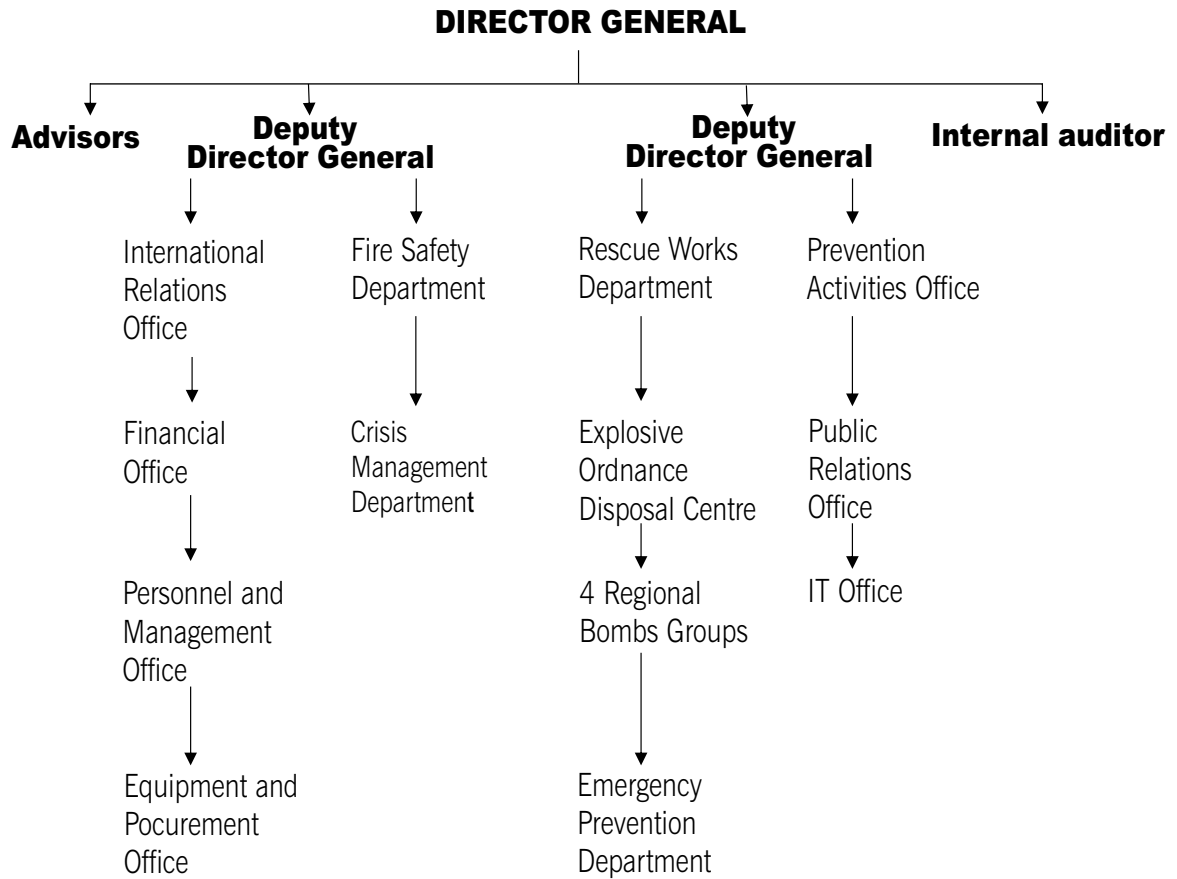 DIRECTOR GENERAL
Advisors
Deputy
Director General
Deputy
Director General
Internal auditor
International
Relations
Office
Fire Safety
Department
Rescue Works
Department
Prevention
Activities Office
Financial
Office
Crisis
Management
Department
Explosive
Ordnance
Disposal Centre
Public
Relations
Office
Personnel and
Management
Office
4 Regional
Bombs Groups
IT Office
Equipment and
Pocurement
Office
Emergency
Prevention
Department